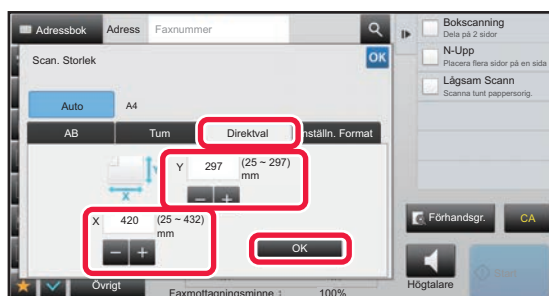 Adressbok
Adress
Faxnummer
Scan. Storlek
OK
Auto
A4
AB
Tum
Direktval
Inställn. Format
Y
Y 297 (25 ~ 297)
mm
X
X 420 (25 ~ 432)
mm
OK
Övrigt
Faxmottagningsminne : 100%
Bokscanning
Dela på 2 sidor
N-Upp
Placera flera sidor på en sida
Lågsam Scann
Scanna tunt pappersorig.
Förhandsgr.
CA
Högtalare
Start